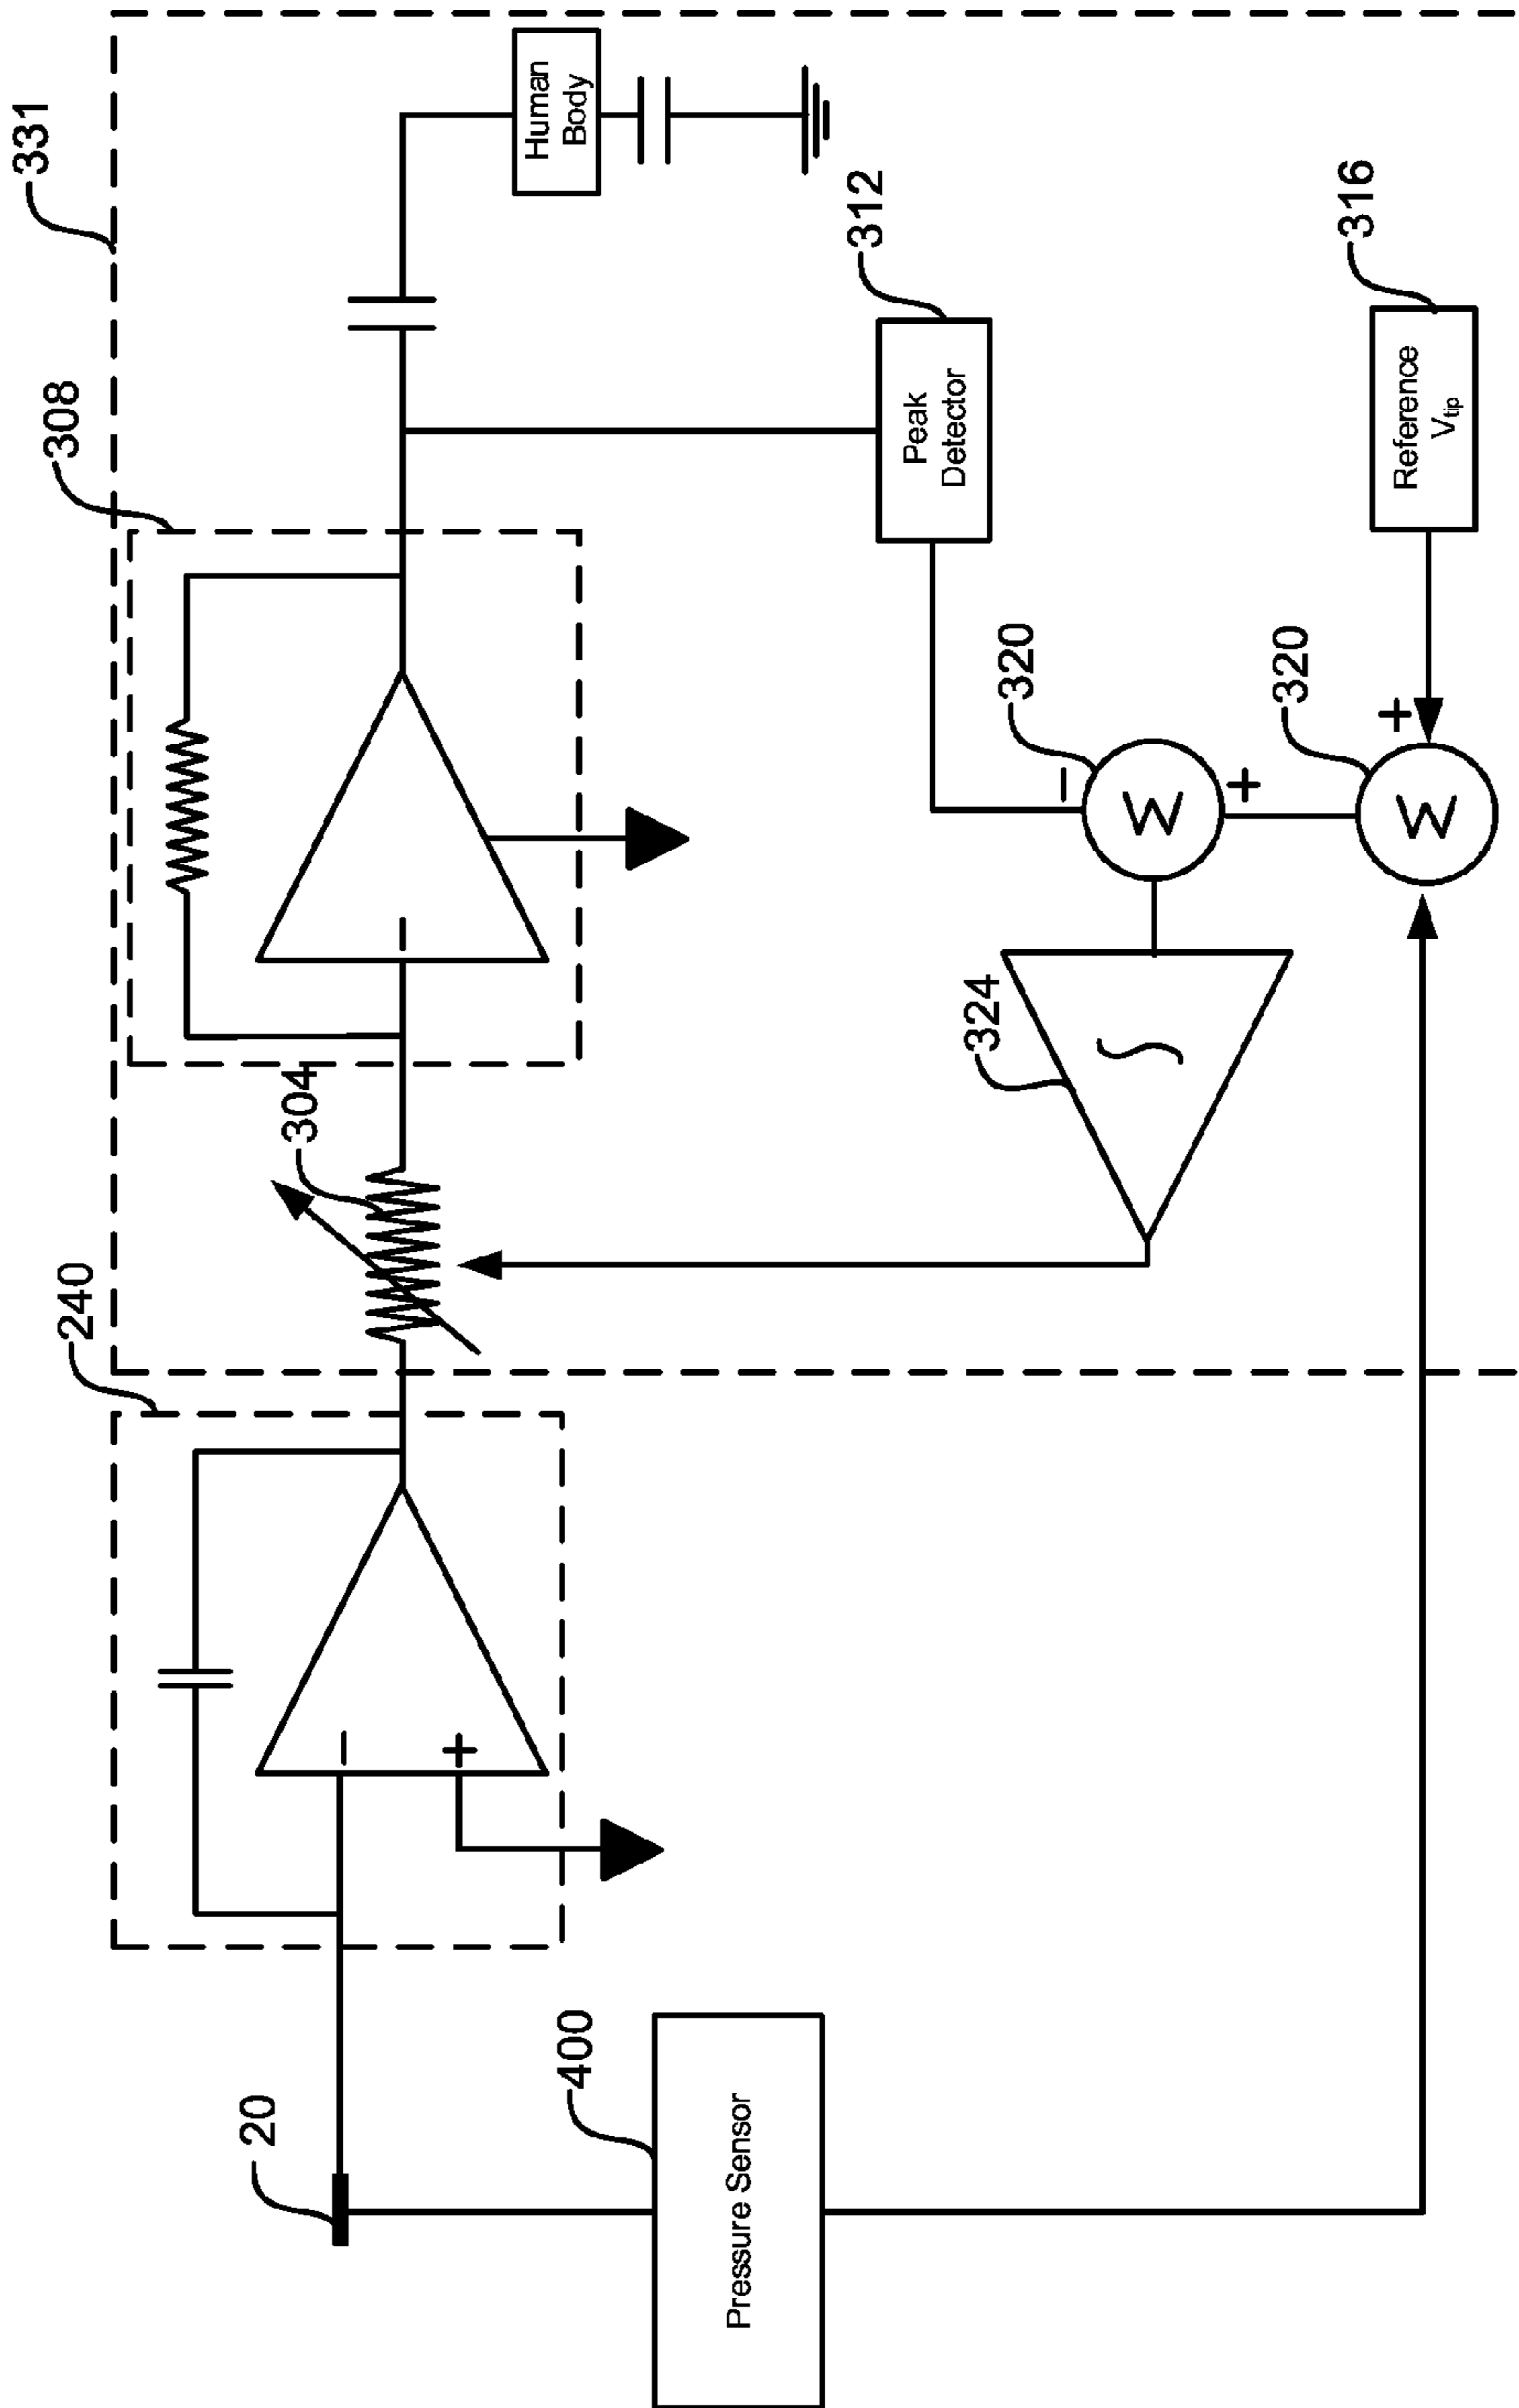 20
400
Pressure Sensor
240
−
+
304
308
−
331
Human
Body
312
Peak
Detector
320
−
Σ
+
324
∫
320
+
Σ
316
Reference
Vtip